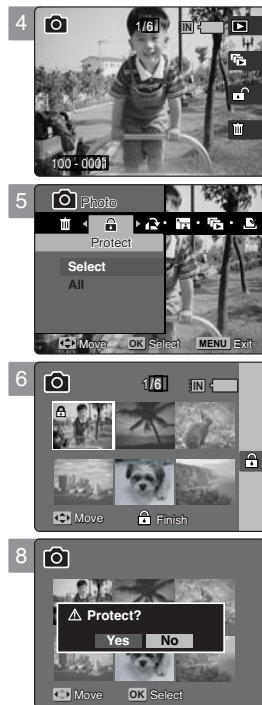 4
1/6 IN
100 - 0003
5
Photo
Protect
Select
All
Move OK Select MENU Exit
6
1/6 IN
Move Finish
8
Protect?
Yes No
Move OK Select